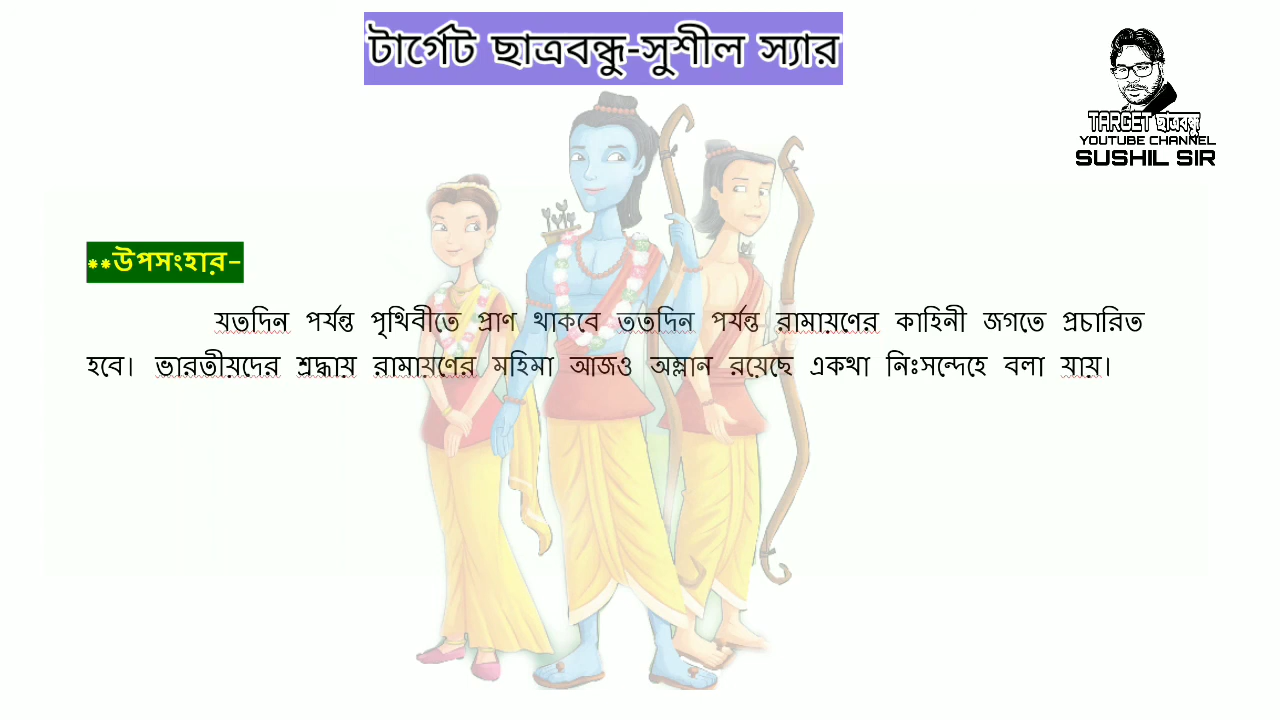 টার্গেট ছাত্রবন্ধু-সুশীল স্যার
TARGET ছাত্রবন্ধু
YOUTUBE CHANNEL
SUSHIL SIR
**উপসংহার–
যতদিন পর্যন্ত পৃথিবীতে প্রাণ থাকবে ততদিন পর্যন্ত রামায়ণের কাহিনী জগতে প্রচারিত
হবে। ভারতীয়দের শ্রদ্ধায় রামায়ণের মহিমা আজও অম্লান রয়েছে একথা নিঃসন্দেহে বলা যায়।